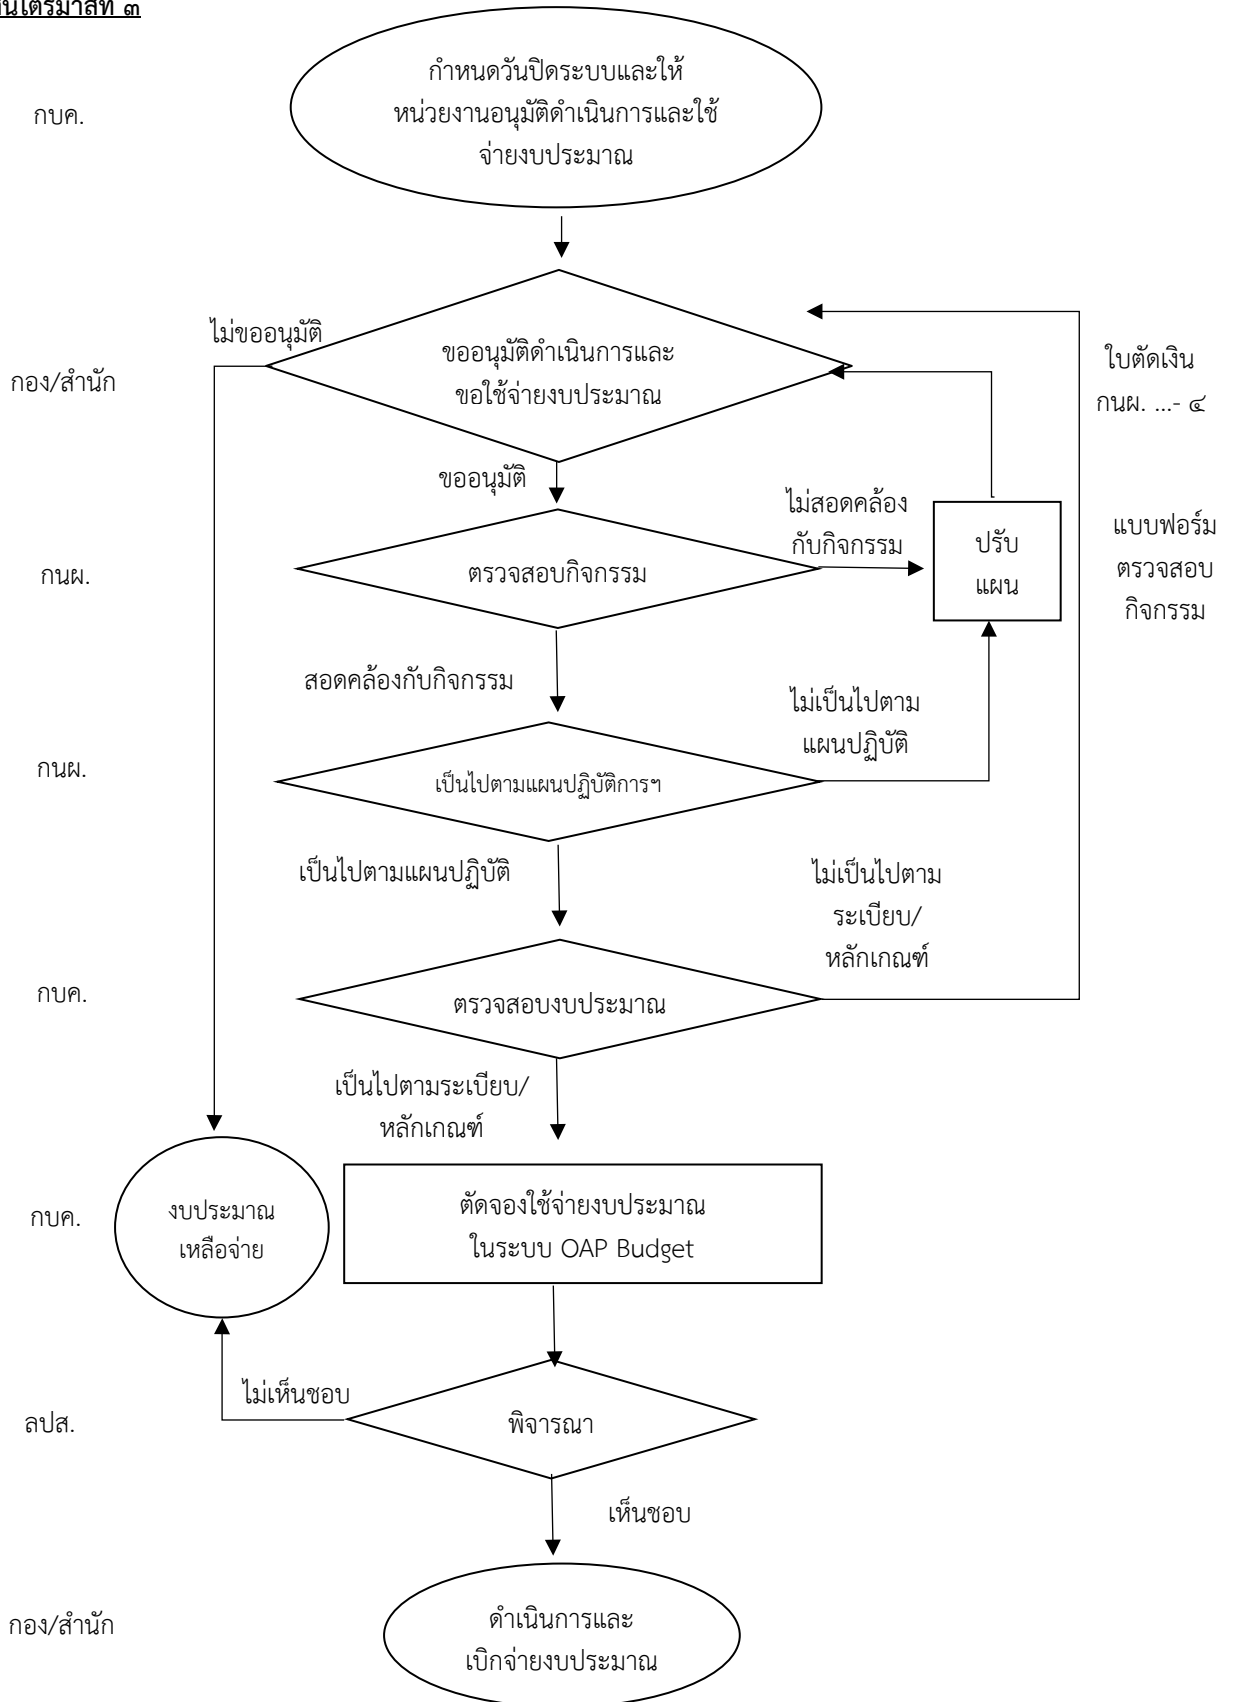 ไตรมาสที่ ๓
กำหนดวันปิดระบบและให้
กบค.
หน่วยงานอนุมัติดำเนินการและใช้
จ่ายงบประมาณ
ไม่ขออนุมัติ
ขออนุมัติดำเนินการและ
ขอใช้จ่ายงบประมาณ
กอง/สำนัก
ใบตัดเงิน
กนผ. ...- ๔
ขออนุมัติ
ไม่สอดคล้อง
กับกิจกรรม
ปรับ
แผน
แบบฟอร์ม
ตรวจสอบ
กิจกรรม
กนผ.
ตรวจสอบกิจกรรม
สอดคล้องกับกิจกรรม
ไม่เป็นไปตาม
แผนปฏิบัติ
กนผ.
เป็นไปตามแผนปฏิบัติการฯ
เป็นไปตามแผนปฏิบัติ
ไม่เป็นไปตาม
ระเบียบ/
หลักเกณฑ์
กบค.
ตรวจสอบงบประมาณ
เป็นไปตามระเบียบ/
หลักเกณฑ์
กบค.
งบประมาณ
เหลือจ่าย
ตัดจองใช้จ่ายงบประมาณ
ในระบบ OAP Budget
ไม่เห็นชอบ
ลปส.
พิจารณา
เห็นชอบ
กอง/สำนัก
ดำเนินการและ
เบิกจ่ายงบประมาณ